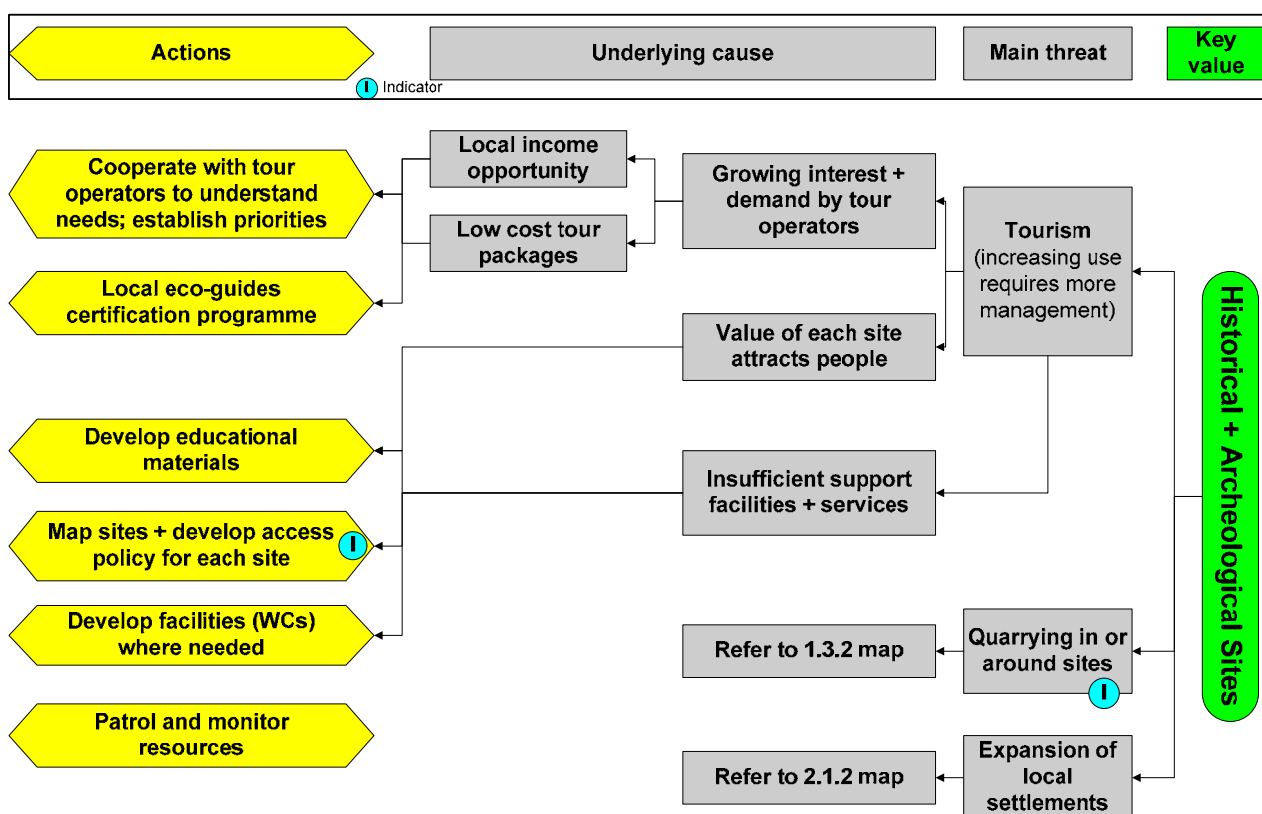 Actions
Underlying cause
Main threat
Key
value
I
Indicator
Cooperate with tour
operators to understand
needs; establish priorities
Local income
opportunity
Low cost tour
packages
Growing interest +
demand by tour
operators
Tourism
(increasing use
requires more
management)
Local eco-guides
certification programme
Value of each site
attracts people
Historical + Archeological Sites
Develop educational
materials
Insufficient support
facilities + services
Map sites + develop access
policy for each site
I
Develop facilities (WCs)
where needed
Refer to 1.3.2 map
Quarrying in or
around sites
I
Patrol and monitor
resources
Refer to 2.1.2 map
Expansion of
local
settlements